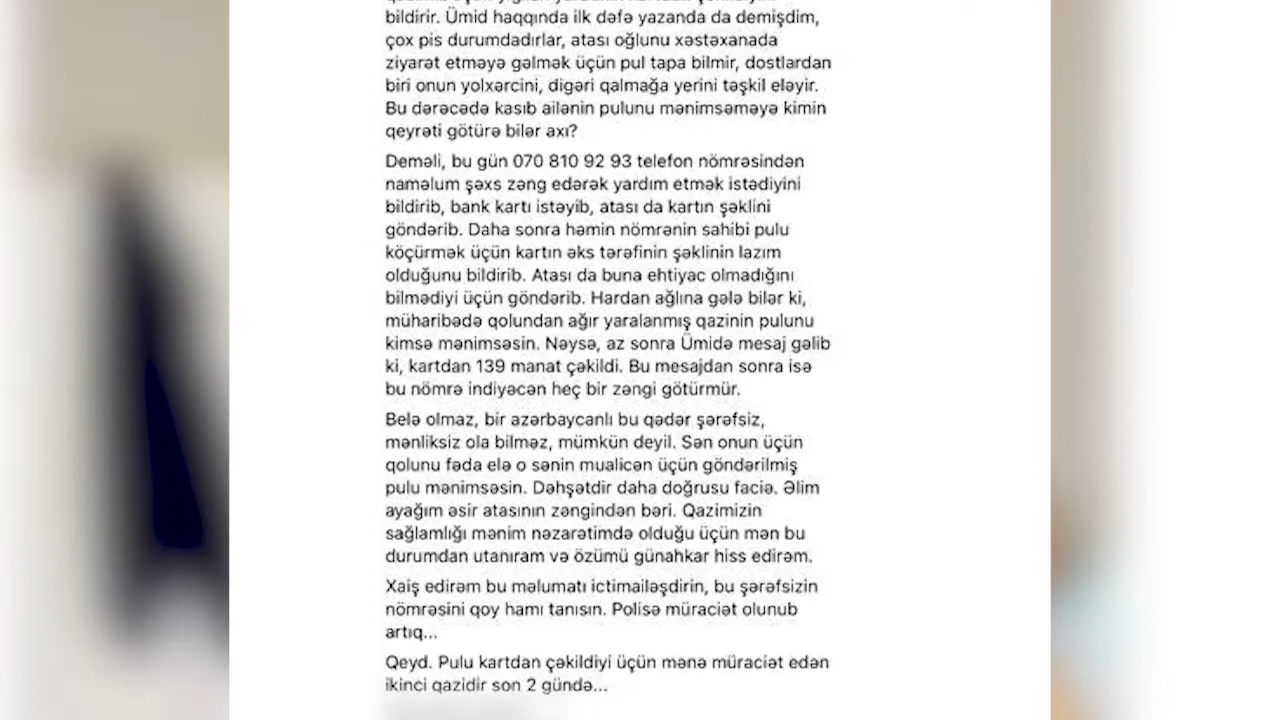 bildirir. Ümid haqqında ilk dəfə yazanda da demişdim,
çox pis durumdadırlar, atası oğlunu xəstəxanada
ziyarət etməyə gəlmək üçün pul tapa bilmir, dostlardan
biri onun yolxərcini, digəri qalmağa yerini təşkil eləyir.
Bu dərəcədə kasıb ailənin pulunu mənimsəməyə kimin
qeyrəti götürə bilər axı?
Deməli, bu gün 070 810 92 93 telefon nömrəsindən
naməlum şəxs zəng edərək yardım etmək istədiyini
bildirib, bank kartı istəyib, atası da kartın şəklini
göndərib. Daha sonra həmin nömrənin sahibi pulu
köçürmək üçün kartın əks tərəfinin şəklinin lazım
olduğunu bildirib. Atası da buna ehtiyac olmadığını
bilmədiyi üçün göndərib. Hardan ağlına gələ bilər ki,
müharibədə qolundan ağır yaralanmış qazinin pulunu
kimsə mənimsəsin. Nəysə, az sonra Ümidə mesaj gəlib
ki, kartdan 139 manat çəkildi. Bu mesajdan sonra isə
bu nömrə indiyəcən heç bir zəngi götürmür.
Belə olmaz, bir azərbaycanlı bu qədər şərəfsiz,
mənliksiz ola bilməz, mümkün deyil. Sən onun üçün
qolunu fəda elə o sənin mualicən üçün göndərilmiş
pulu mənimsəsin. Dəhşətdir daha doğrusu faciə. Əlim
ayağım əsir atasının zəngindən bəri. Qazimizin
sağlamlığı mənim nəzarətimdə olduğu üçün mən bu
durumdan utanıram və özümü günahkar hiss edirəm.
Xaiş edirəm bu məlumatı ictimailəşdirin, bu şərəfsizin
nömrəsini qoy hamı tanısın. Polisə müraciət olunub
artıq...
Qeyd. Pulu kartdan çəkildiyi üçün mənə müraciət edən
ikinci qazidir son 2 gündə...